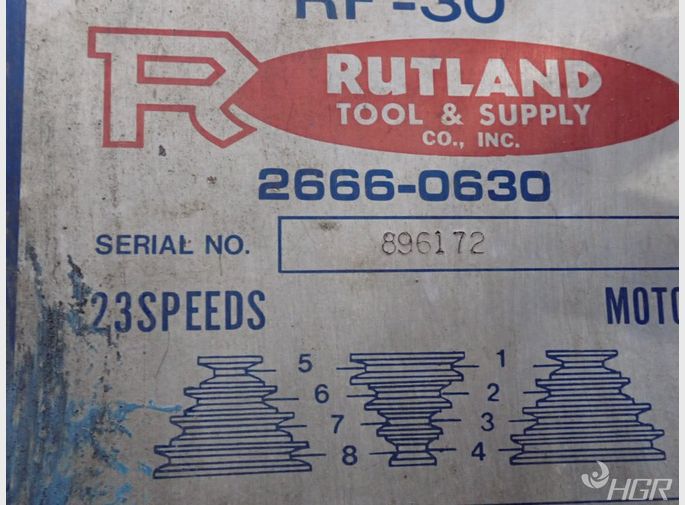 RF-30
R RUTLAND
TOOL & SUPPLY
CO., INC.
2666-0630
SERIAL NO. 896172
23SPEEDS MOTO
5 1
6 2
7 3
8 4
HGR